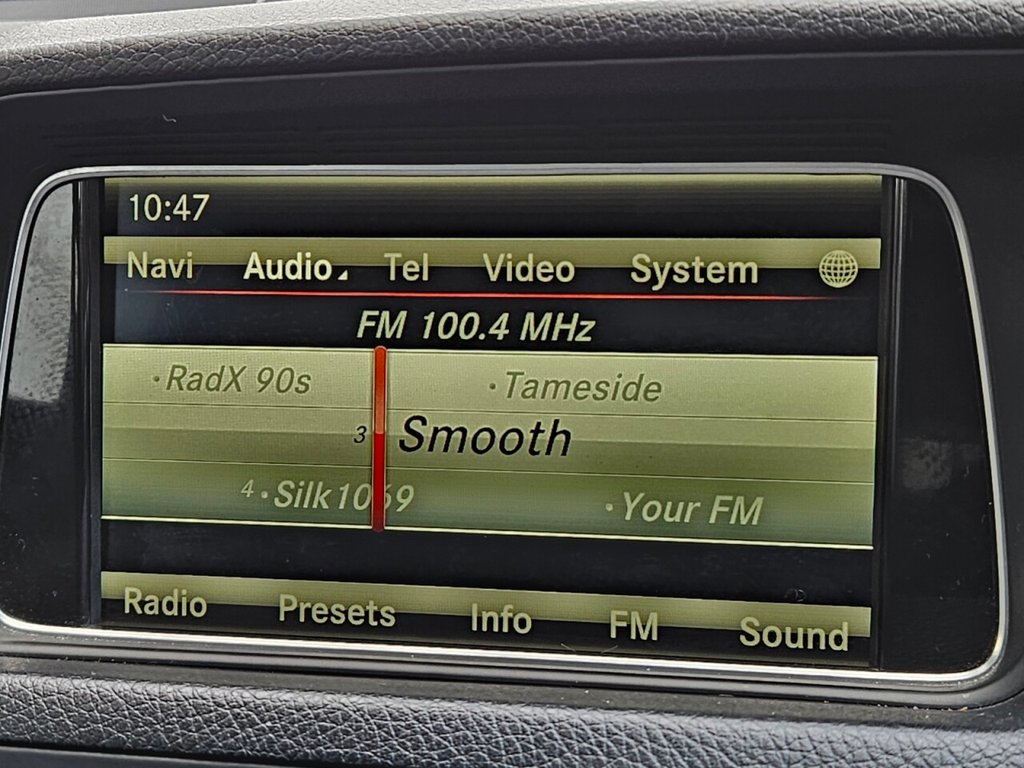 10:47
Navi Audio Tel Video System
FM 100.4 MHz
·RadX 90s ·Tameside
3 Smooth
4·Silk1069 ·Your FM
Radio Presets Info FM Sound